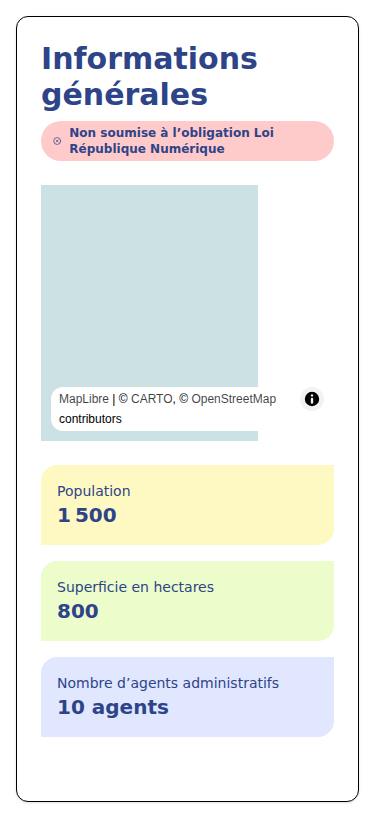 Informations
générales
Non soumise à l’obligation Loi
République Numérique
MapLibre | © CARTO, © OpenStreetMap
contributors
Population
1 500
Superficie en hectares
800
Nombre d’agents administratifs
10 agents